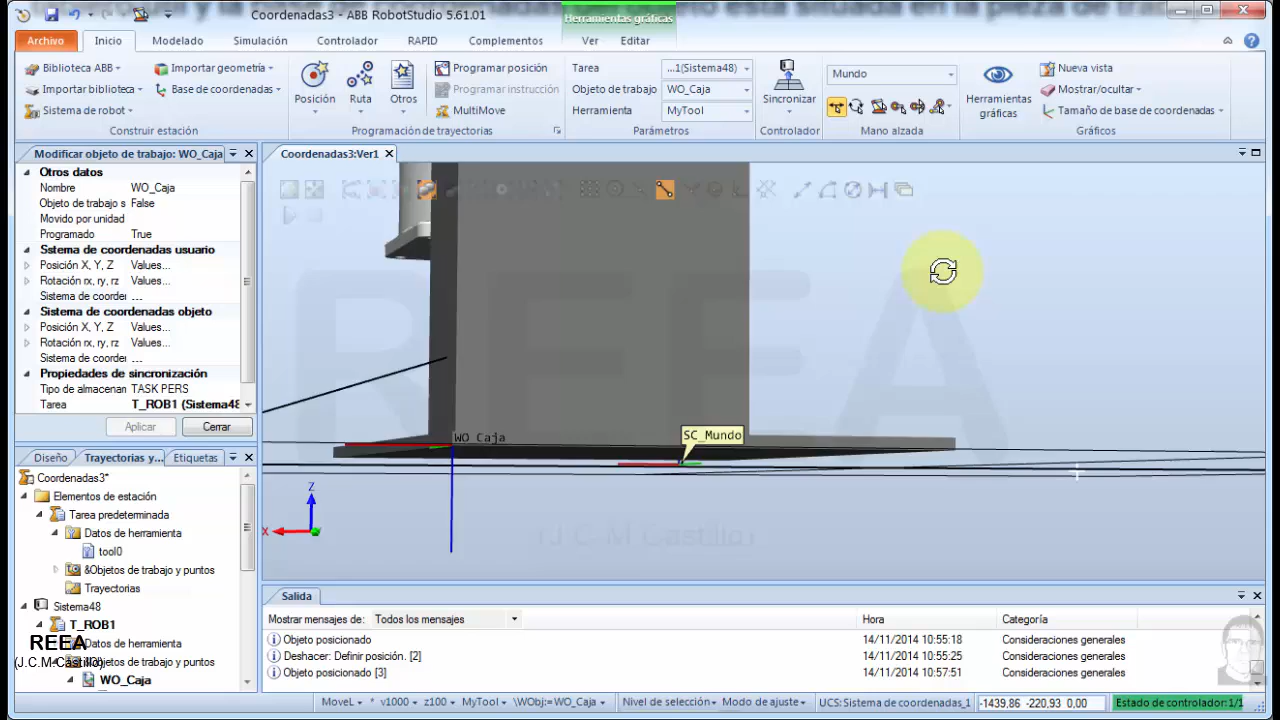 Coordenadas3 - ABB RobotStudio 5.61.01
Herramientas gráficas
Archivo Inicio Modelado Simulación Controlador RAPID Complementos Ver Editar
Biblioteca ABB
Importar geometría
Importar biblioteca
Base de coordenadas
Sistema de robot
Construir estación
Posición Ruta Otros
Programar posición
Programar instrucción
MultiMove
Programación de trayectorias
Tarea ...1(Sistema48)
Objeto de trabajo WO_Caja
Herramienta MyTool
Parámetros
Sincronizar
Controlador
Mundo
Mano alzada
Herramientas gráficas
Nueva vista
Mostrar/ocultar
Tamaño de base de coordenadas
Gráficos
Modificar objeto de trabajo: WO_Caja
Otros datos
Nombre WO_Caja
Objeto de trabajo s False
Movido por unidad
Programado True
Sstema de coordenadas usuario
Posición X, Y, Z Values...
Rotación rx, ry, rz Values...
Sistema de coorder ...
Sistema de coordenadas objeto
Posición X, Y, Z Values...
Rotación rx, ry, rz Values...
Sistema de coorder ...
Propiedades de sincronización
Tipo de almacenar TASK PERS
Tarea T_ROB1 (Sistema48
Aplicar Cerrar
Diseño Trayectorias y... Etiquetas
Coordenadas3*
Elementos de estación
Tarea predeterminada
Datos de herramienta
tool0
&Objetos de trabajo y puntos
Trayectorias
Sistema48
T_ROB1
Datos de herramienta
Objetos de trabajo y puntos
WO_Caja
REEA
(J.C.M.Castillo)
Coordenadas3:Ver1
REEA
(J.C-M Castillo)
WO_Caja
SC_Mundo
Z
X
Salida
Mostrar mensajes de: Todos los mensajes Hora Categoría
Objeto posicionado 14/11/2014 10:55:18 Consideraciones generales
Deshacer: Definir posición. [2] 14/11/2014 10:55:25 Consideraciones generales
Objeto posicionado [3] 14/11/2014 10:57:51 Consideraciones generales
MoveL * v1000 z100 MyTool \WObj:=WO_Caja Nivel de selección Modo de ajuste UCS: Sistema de coordenadas_1 -1439,86 -220,93 0,00 Estado de controlador: 1/1